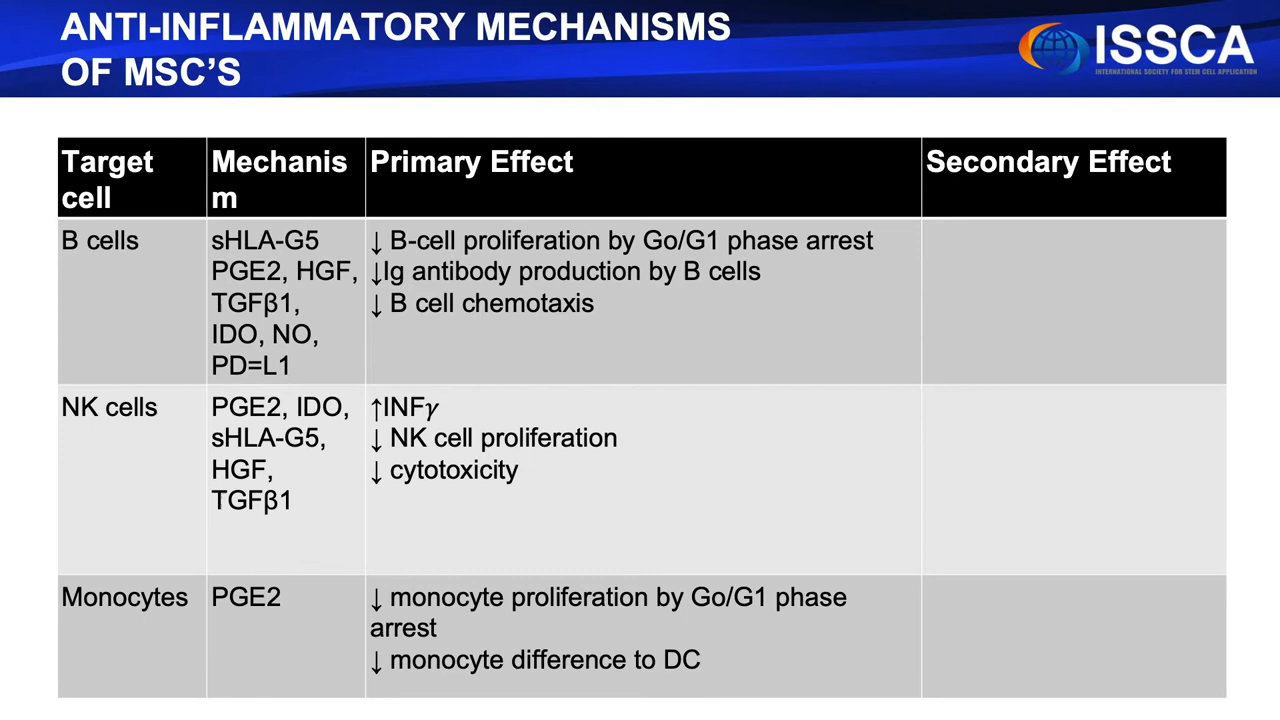 ANTI-INFLAMMATORY MECHANISMS
OF MSC'S
ISSCA
INTERNATIONAL SOCIETY FOR STEM CELL APPLICATION
Target
cell
Mechanis
m
Primary Effect
Secondary Effect
B cells
sHLA-G5
PGE2, HGF,
TGFβ1,
IDO, NO,
PD=L1
↓ B-cell proliferation by Go/G1 phase arrest
↓Ig antibody production by B cells
↓ B cell chemotaxis
NK cells
PGE2, IDO,
sHLA-G5,
HGF,
TGFβ1
↑INFγ
↓ NK cell proliferation
↓ cytotoxicity
Monocytes
PGE2
↓ monocyte proliferation by Go/G1 phase
arrest
↓ monocyte difference to DC